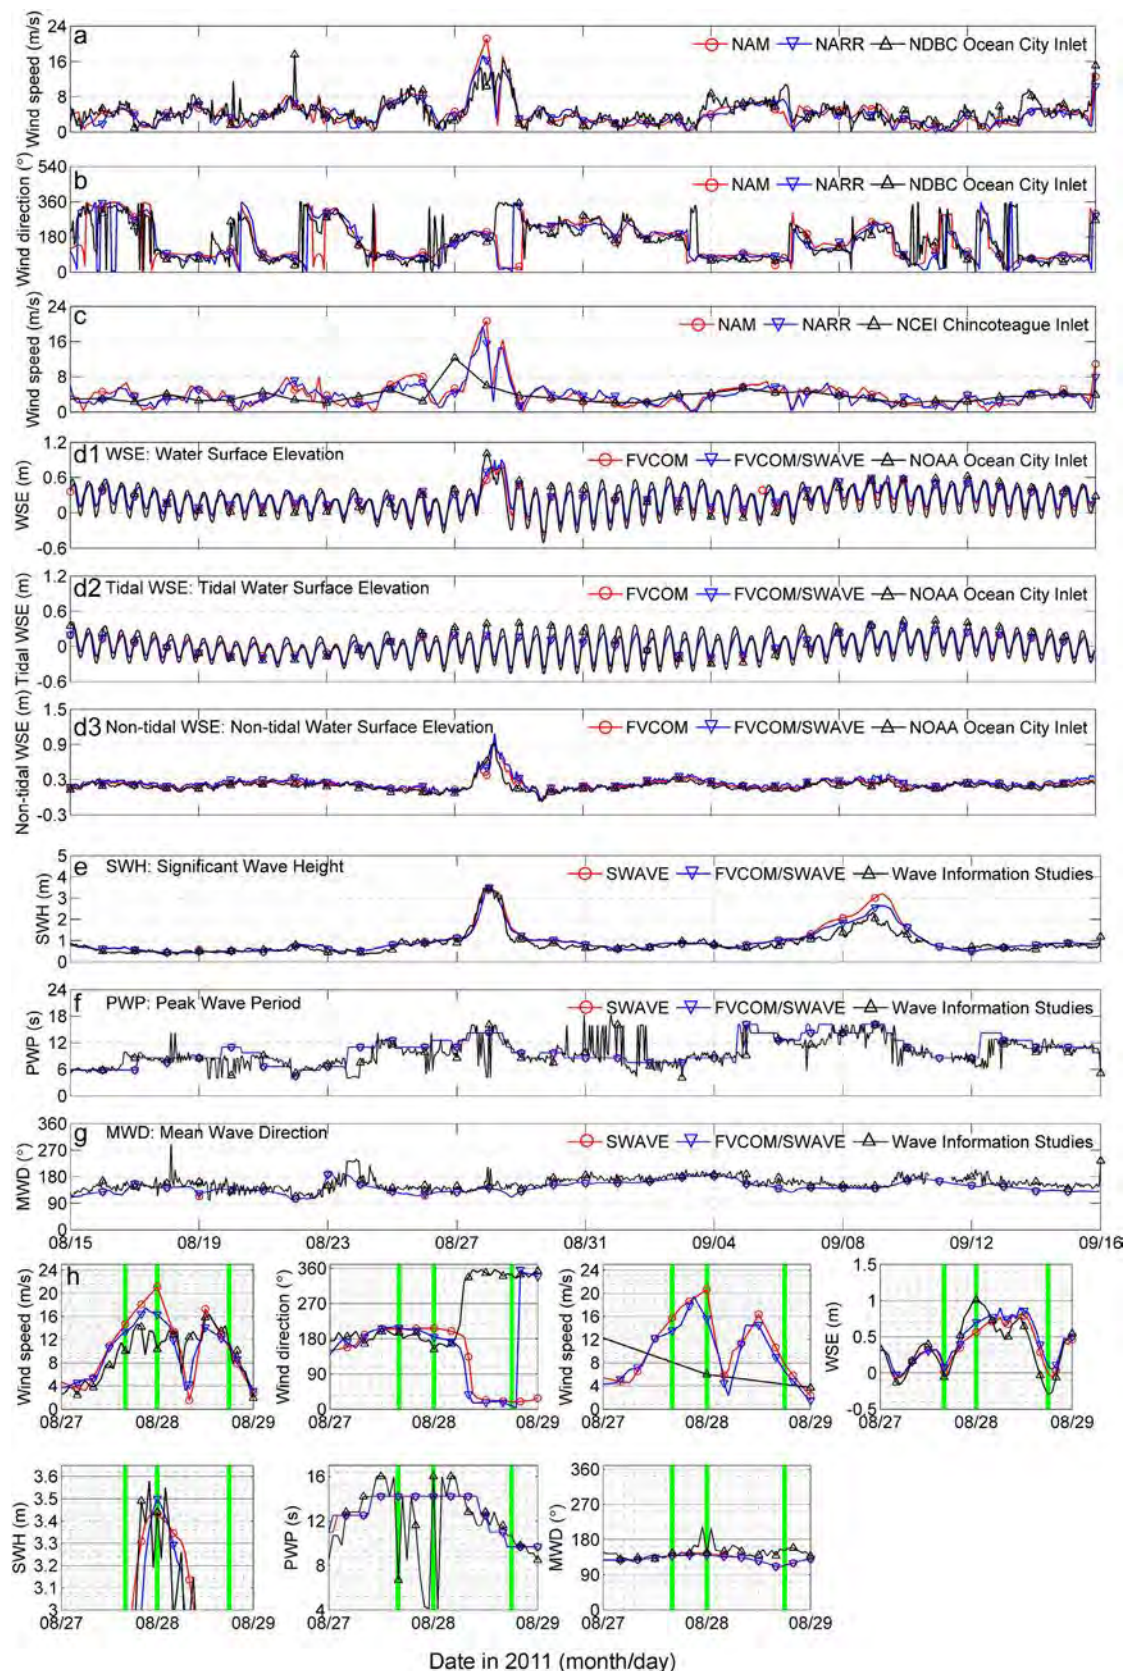 a
NAM NARR NDBC Ocean City Inlet
Wind speed (m/s)
24
16
8
0
b
NAM NARR NDBC Ocean City Inlet
Wind direction (°)
540
360
180
0
c
NAM NARR NCEI Chincoteague Inlet
Wind speed (m/s)
24
16
8
0
d1 WSE: Water Surface Elevation
FVCOM FVCOM/SWAVE NOAA Ocean City Inlet
WSE (m)
1.2
0.6
0
-0.6
d2 Tidal WSE: Tidal Water Surface Elevation
FVCOM FVCOM/SWAVE NOAA Ocean City Inlet
Tidal WSE (m)
1.2
0.6
0
-0.6
d3 Non-tidal WSE: Non-tidal Water Surface Elevation
FVCOM FVCOM/SWAVE NOAA Ocean City Inlet
Non-tidal WSE (m)
1.5
0.9
0.3
-0.3
e SWH: Significant Wave Height
SWAVE FVCOM/SWAVE Wave Information Studies
SWH (m)
5
4
3
2
1
0
f PWP: Peak Wave Period
SWAVE FVCOM/SWAVE Wave Information Studies
PWP (s)
24
18
12
6
0
g MWD: Mean Wave Direction
SWAVE FVCOM/SWAVE Wave Information Studies
MWD (°)
360
270
180
90
0
08/15 08/19 08/23 08/27 08/31 09/04 09/08 09/12 09/16
h
Wind speed (m/s)
24
20
16
12
8
4
0
08/27 08/28 08/29
Wind direction (°)
360
270
180
90
0
08/27 08/28 08/29
Wind speed (m/s)
24
20
16
12
8
4
0
08/27 08/28 08/29
WSE (m)
1.5
1
0.5
0
-0.5
08/27 08/28 08/29
SWH (m)
3.6
3.5
3.4
3.3
3.2
3.1
3
08/27 08/28 08/29
PWP (s)
16
12
8
4
08/27 08/28 08/29
MWD (°)
360
270
180
90
0
08/27 08/28 08/29
Date in 2011 (month/day)